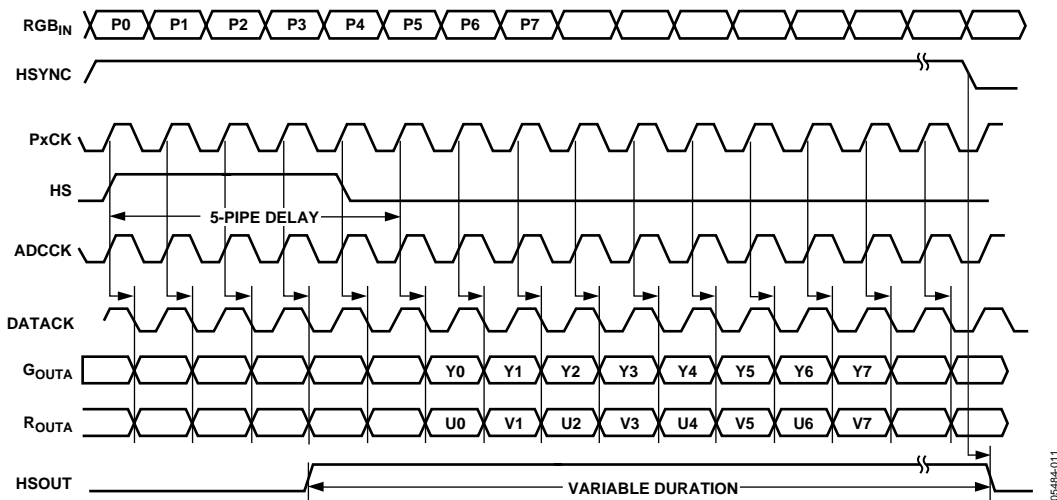 RGBIN P0 P1 P2 P3 P4 P5 P6 P7
HSYNC
PxCK
HS
5-PIPE DELAY
ADCCK
DATACK
GOUTA Y0 Y1 Y2 Y3 Y4 Y5 Y6 Y7
ROUTA U0 V1 U2 V3 U4 V5 U6 V7
HSOUT
VARIABLE DURATION
05484-011